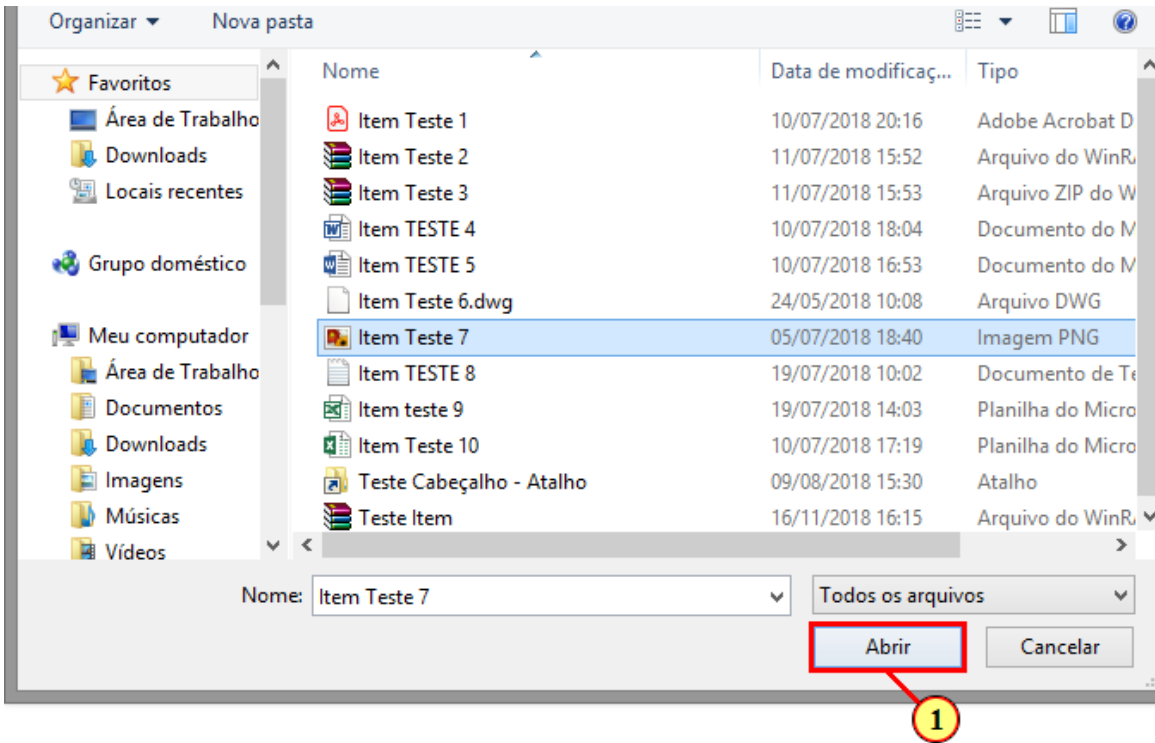 Organizar Nova pasta
Favoritos
Área de Trabalho
Downloads
Locais recentes
Grupo doméstico
Meu computador
Área de Trabalho
Documentos
Downloads
Imagens
Músicas
Vídeos
Nome Data de modificaç... Tipo
Item Teste 1 10/07/2018 20:16 Adobe Acrobat D
Item Teste 2 11/07/2018 15:52 Arquivo do WinR
Item Teste 3 11/07/2018 15:53 Arquivo ZIP do W
Item TESTE 4 10/07/2018 18:04 Documento do M
Item TESTE 5 10/07/2018 16:53 Documento do M
Item Teste 6.dwg 24/05/2018 10:08 Arquivo DWG
Item Teste 7 05/07/2018 18:40 Imagem PNG
Item TESTE 8 19/07/2018 10:02 Documento de Te
Item teste 9 19/07/2018 14:03 Planilha do Micro
Item Teste 10 10/07/2018 17:19 Planilha do Micro
Teste Cabeçalho - Atalho 09/08/2018 15:30 Atalho
Teste Item 16/11/2018 16:15 Arquivo do WinR
Nome: Item Teste 7 Todos os arquivos
Abrir Cancelar
1